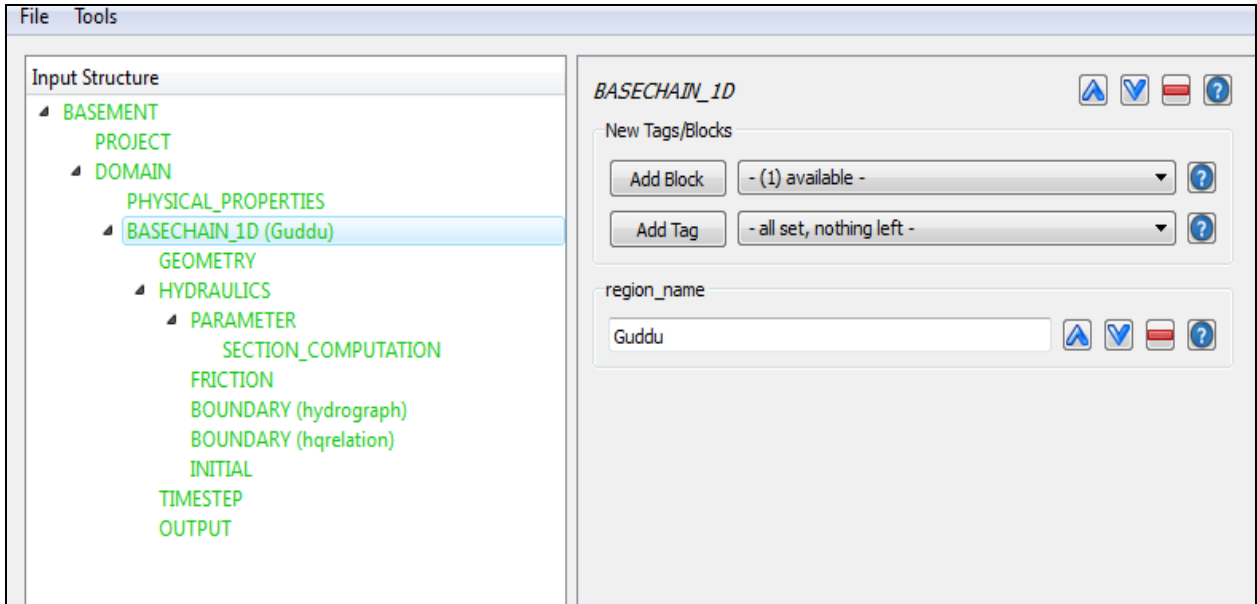 File Tools
Input Structure
BASEMENT
PROJECT
DOMAIN
PHYSICAL_PROPERTIES
BASECHAIN_1D (Guddu)
GEOMETRY
HYDRAULICS
PARAMETER
SECTION_COMPUTATION
FRICTION
BOUNDARY (hydrograph)
BOUNDARY (hqrelation)
INITIAL
TIMESTEP
OUTPUT
BASECHAIN_1D
New Tags/Blocks
Add Block - (1) available -
Add Tag - all set, nothing left -
region_name
Guddu